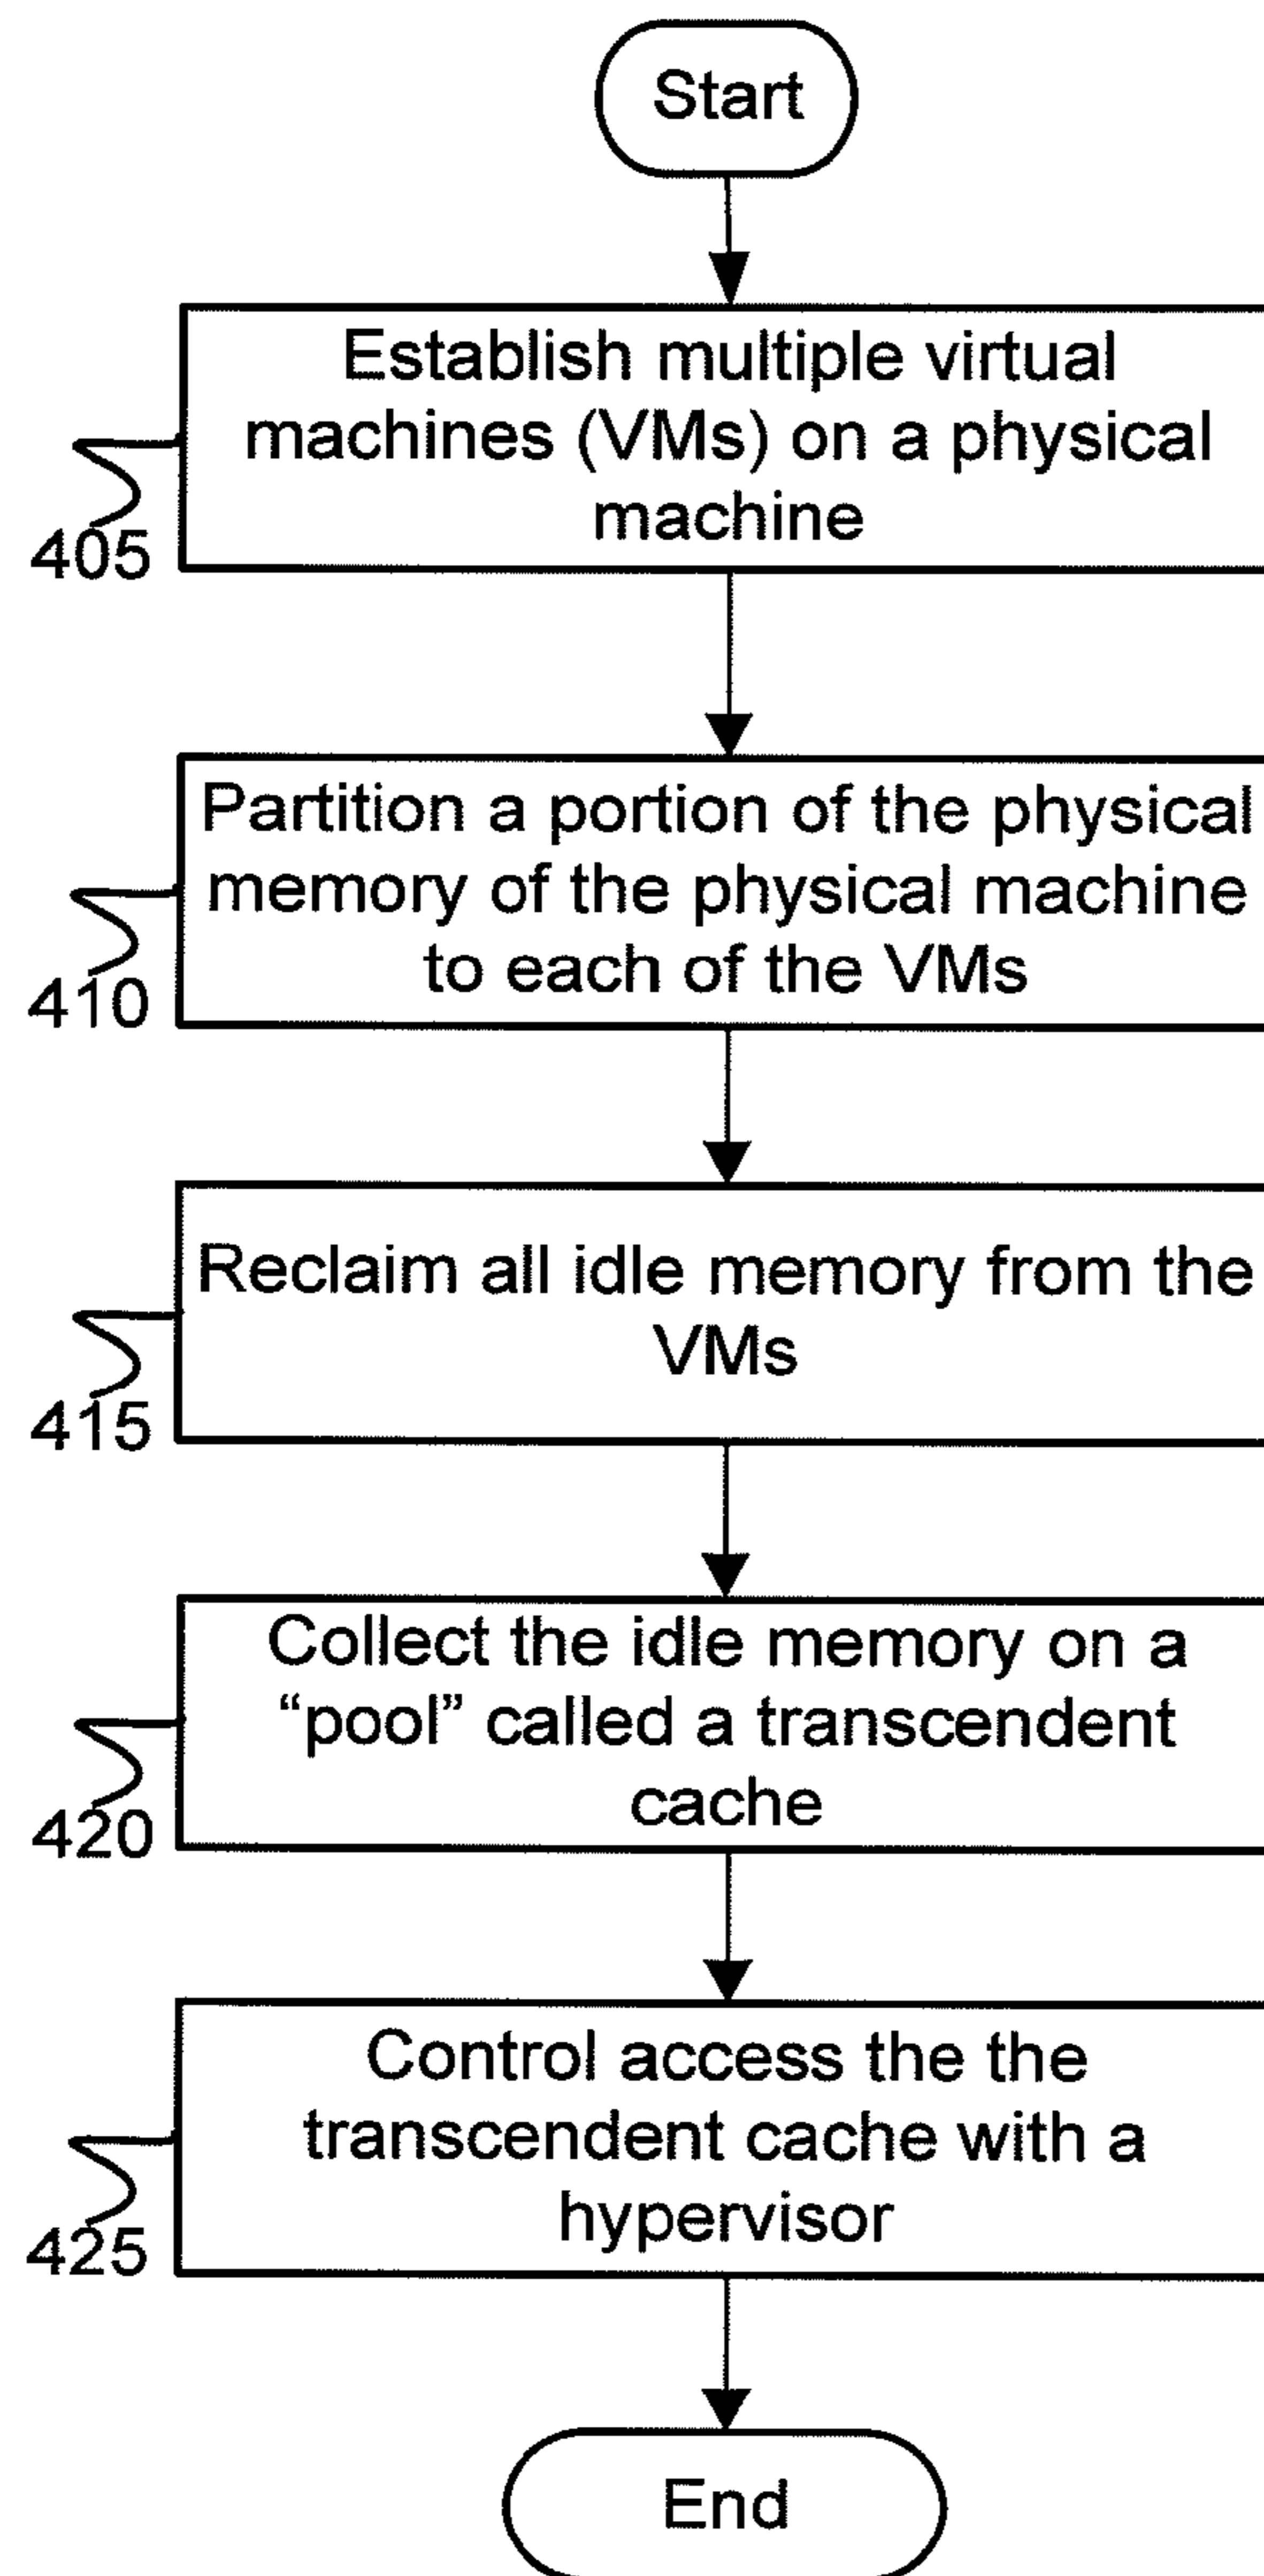 Start
Establish multiple virtual
machines (VMs) on a physical
machine
405
Partition a portion of the physical
memory of the physical machine
to each of the VMs
410
Reclaim all idle memory from the
VMs
415
Collect the idle memory on a
“pool” called a transcendent
cache
420
Control access the the
transcendent cache with a
hypervisor
425
End